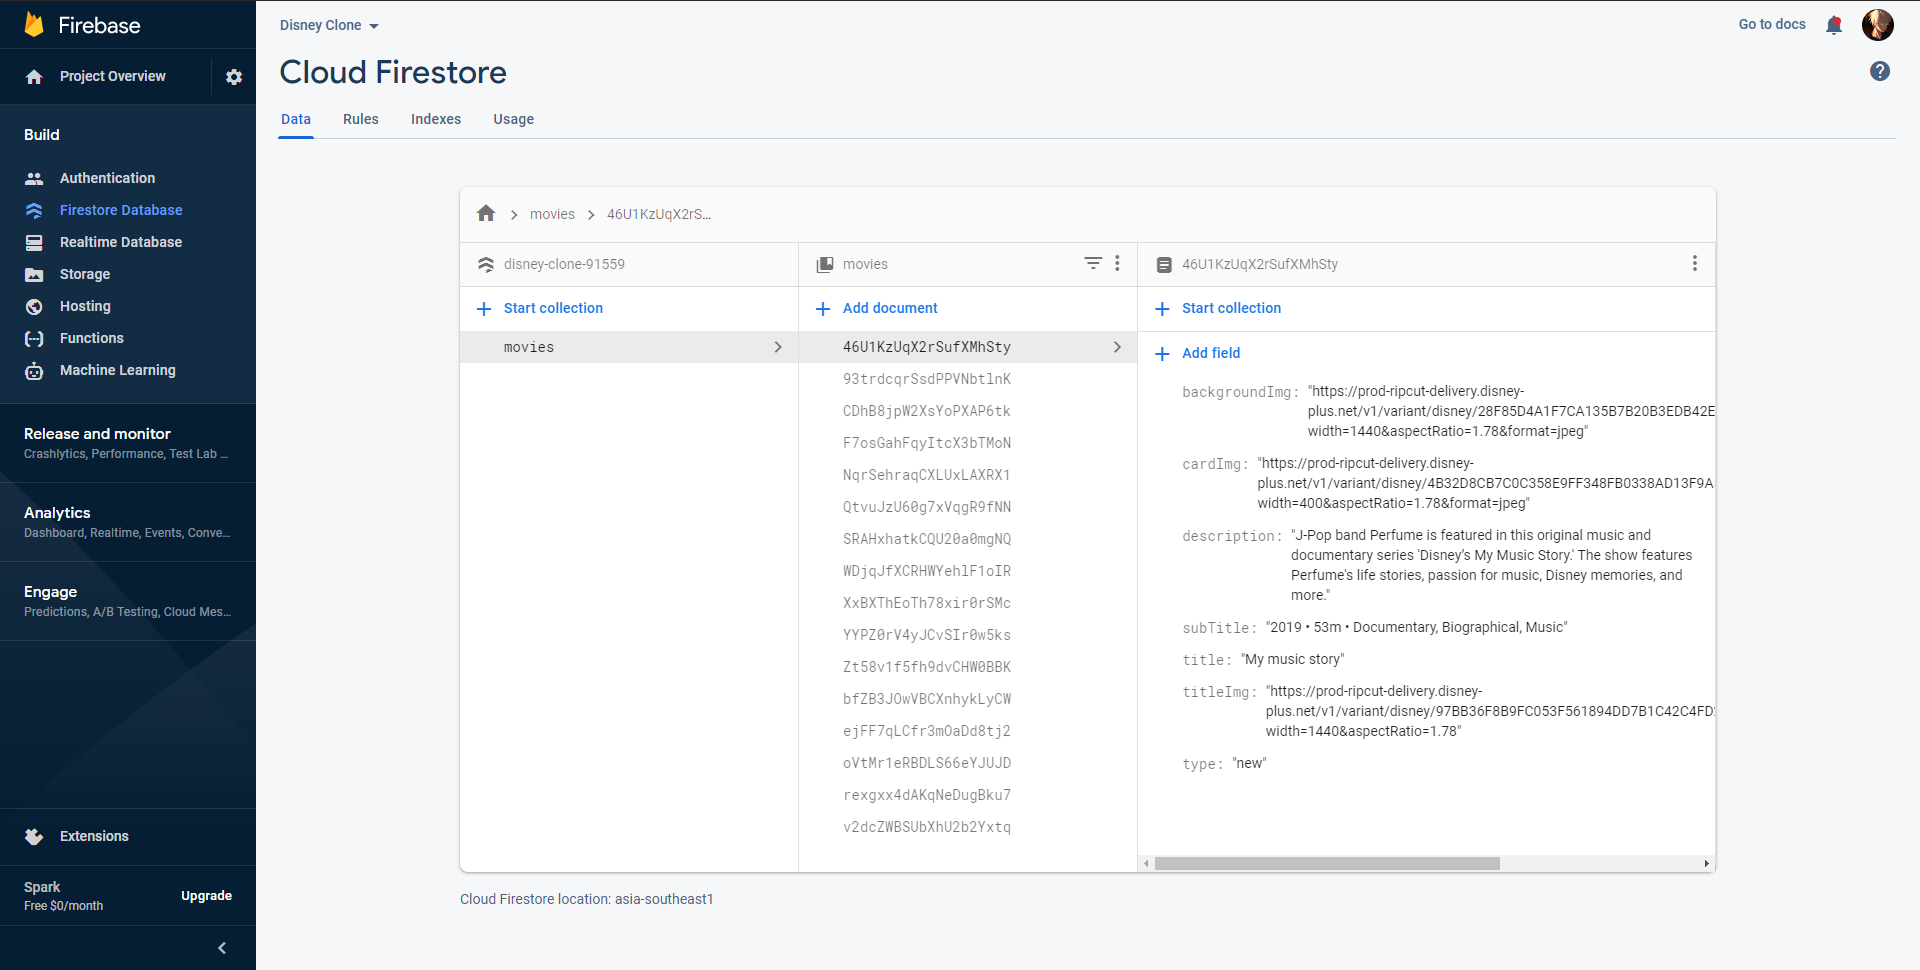 Firebase
Project Overview
Build
Authentication
Firestore Database
Realtime Database
Storage
Hosting
Functions
Machine Learning
Release and monitor
Crashlytics, Performance, Test Lab ...
Analytics
Dashboard, Realtime, Events, Conve...
Engage
Predictions, A/B Testing, Cloud Mes...
Extensions
Spark
Free $0/month
Upgrade
Disney Clone
Go to docs
Cloud Firestore
Data
Rules
Indexes
Usage
movies
46U1KzUqX2rS...
disney-clone-91559
Start collection
movies
movies
Add document
46U1KzUqX2rSufXMhSty
93trdcqrSsdPPVNbtlnK
CDhB8jpW2XsYoPXAP6tk
F7osGahFqyItcX3bTMoN
NqrSehraqCXLUxLAXRX1
QtvuJzU60g7xVqgR9fNN
SRAHxhatkCQU20a0mgNQ
WDjqJfXCRHWYehlF1oIR
XxBXThEoTh78xir0rSMc
YYPZ0rV4yJCvSIr0w5ks
Zt58v1f5fh9dvCHW0BBK
bfZB3JOwVBCXnhykLyCW
ejFF7qLCfr3mOaDd8tj2
oVtMr1eRBDLS66eYJUJD
rexgxx4dAKqNeDugBku7
v2dcZWBSUbXhU2b2Yxtq
46U1KzUqX2rSufXMhSty
Start collection
Add field
backgroundImg: "https://prod-ripcut-delivery.disney-
plus.net/v1/variant/disney/28F85D4A1F7CA135B7B20B3EDB42E
width=1440&aspectRatio=1.78&format=jpeg"
cardImg: "https://prod-ripcut-delivery.disney-
plus.net/v1/variant/disney/4B32D8CB7C0C358E9FF348FB0338AD13F9A
width=400&aspectRatio=1.78&format=jpeg"
description: "J-Pop band Perfume is featured in this original music and
documentary series 'Disney’s My Music Story.' The show features
Perfume's life stories, passion for music, Disney memories, and
more."
subTitle: "2019 • 53m • Documentary, Biographical, Music"
title: "My music story"
titleImg: "https://prod-ripcut-delivery.disney-
plus.net/v1/variant/disney/97BB36F8B9FC053F561894DD7B1C42C4FD
width=1440&aspectRatio=1.78"
type: "new"
Cloud Firestore location: asia-southeast1